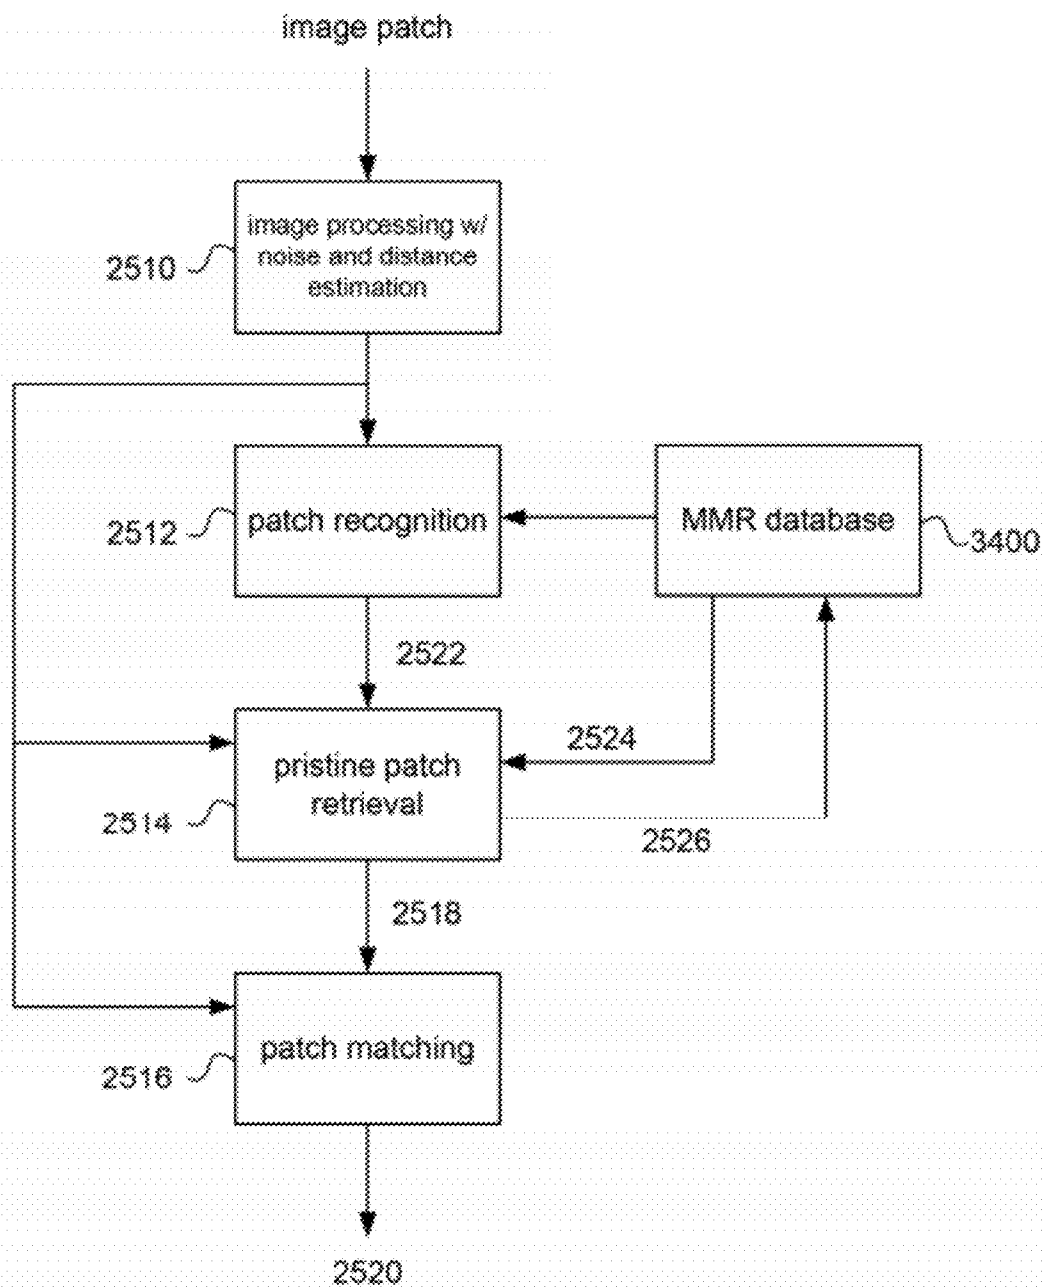 image patch
image processing w/
noise and distance
estimation
2510
patch recognition
2512
MMR database
3400
2522
2524
pristine patch
retrieval
2514
2526
2518
patch matching
2516
2520